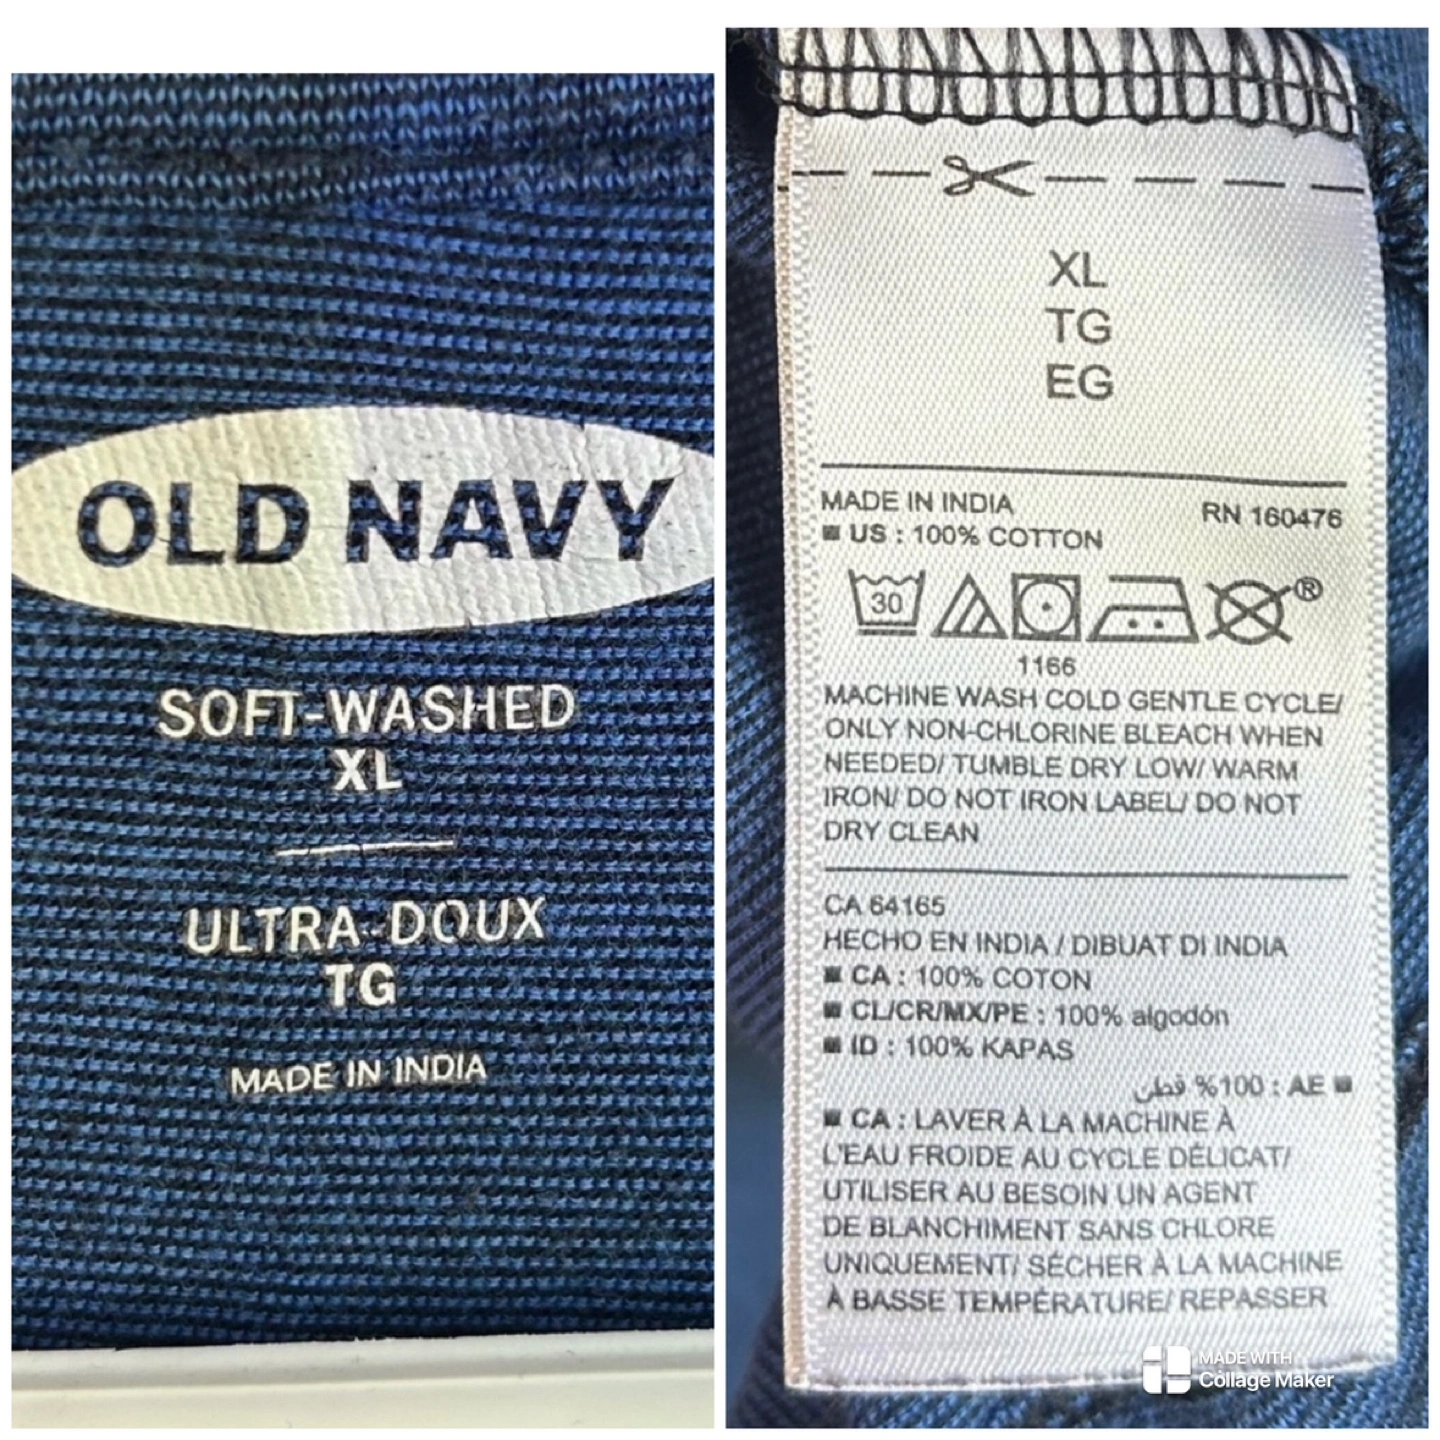 OLD NAVY
SOFT-WASHED
XL
ULTRA-DOUX
TG
MADE IN INDIA
XL
TG
EG
MADE IN INDIA RN 160476
■ US : 100% COTTON
30 ®
1166
MACHINE WASH COLD GENTLE CYCLE/
ONLY NON-CHLORINE BLEACH WHEN
NEEDED/ TUMBLE DRY LOW/ WARM
IRON/ DO NOT IRON LABEL/ DO NOT
DRY CLEAN
CA 64165
HECHO EN INDIA / DIBUAT DI INDIA
■ CA : 100% COTON
■ CL/CR/MX/PE : 100% algodón
■ ID : 100% KAPAS
■ AE : 100% قطن
■ CA : LAVER À LA MACHINE À
L'EAU FROIDE AU CYCLE DÉLICAT/
UTILISER AU BESOIN UN AGENT
DE BLANCHIMENT SANS CHLORE
UNIQUEMENT/ SÉCHER À LA MACHINE
À BASSE TEMPÉRATURE/ REPASSER
MADE WITH
Collage Maker